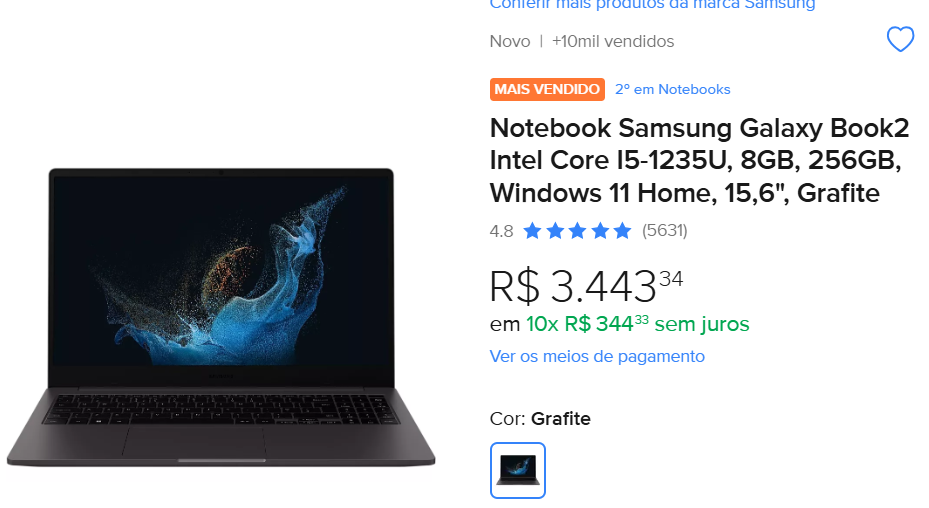 Conferir mais produtos da marca Samsung
Novo | +10mil vendidos
MAIS VENDIDO 2º em Notebooks
Notebook Samsung Galaxy Book2
Intel Core I5-1235U, 8GB, 256GB,
Windows 11 Home, 15,6", Grafite
4.8 (5631)
R$ 3.443 34
em 10x R$ 344 33 sem juros
Ver os meios de pagamento
Cor: Grafite